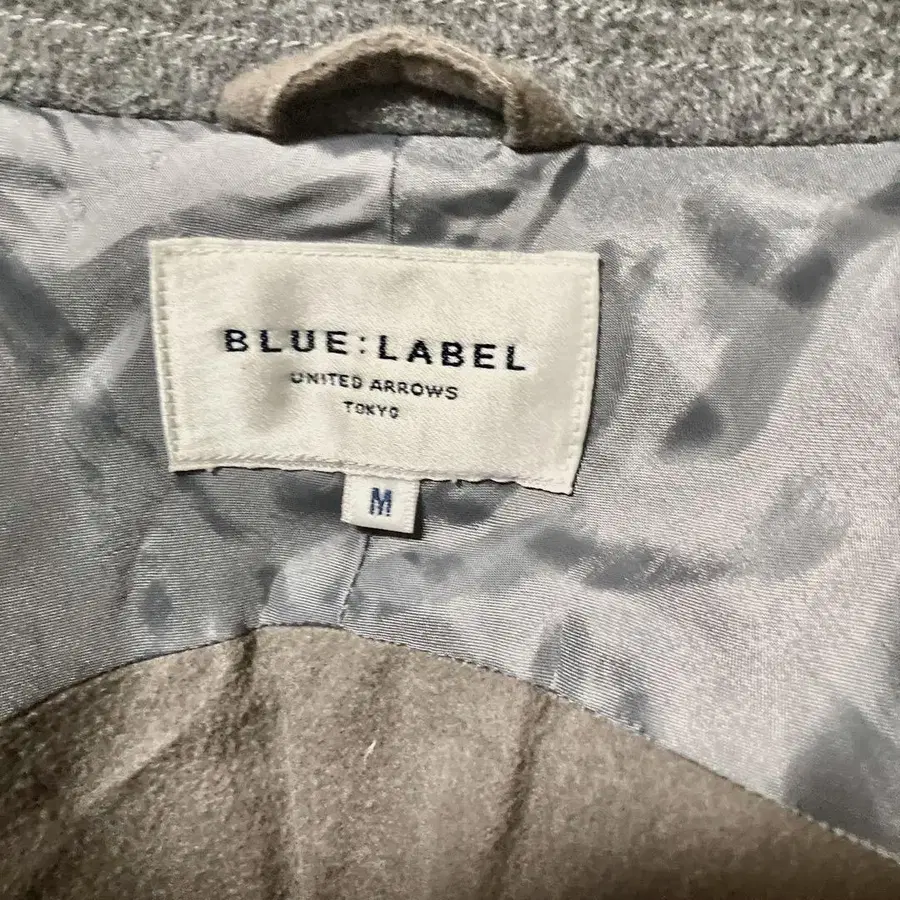 BLUE:LABEL
UNITED ARROWS
TOKYO
M